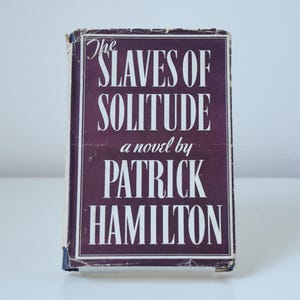 The
SLAVES OF
SOLITUDE
a novel by
PATRICK
HAMILTON